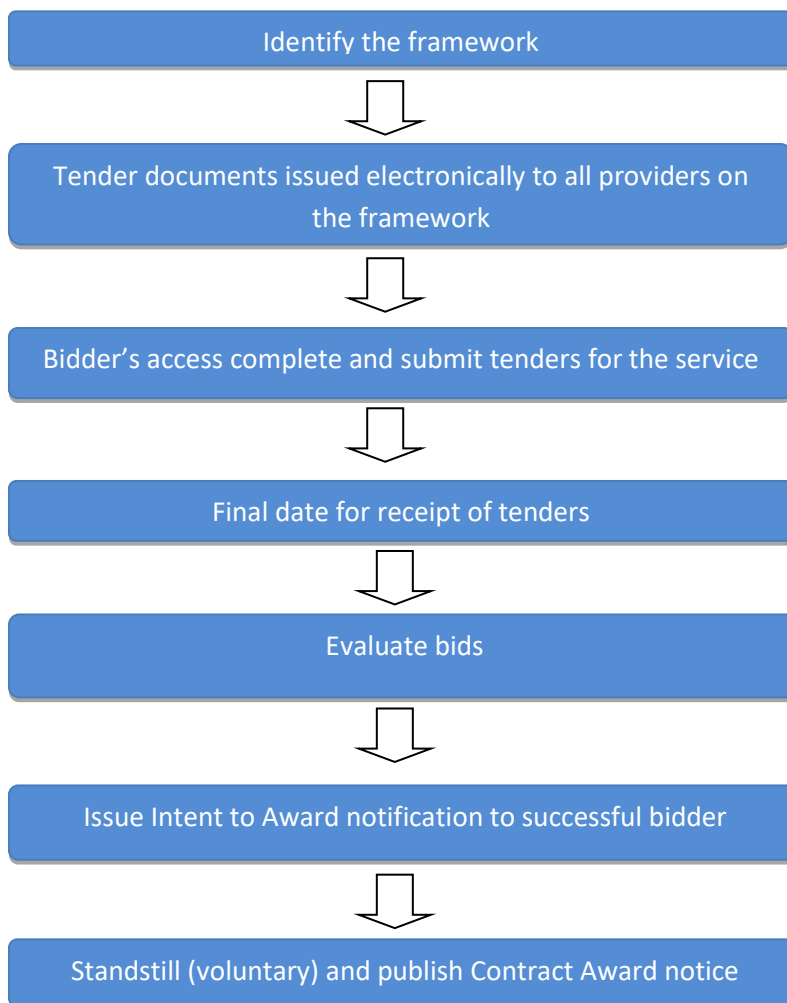 Identify the framework
Tender documents issued electronically to all providers on
the framework
Bidder’s access complete and submit tenders for the service
Final date for receipt of tenders
Evaluate bids
Issue Intent to Award notification to successful bidder
Standstill (voluntary) and publish Contract Award notice